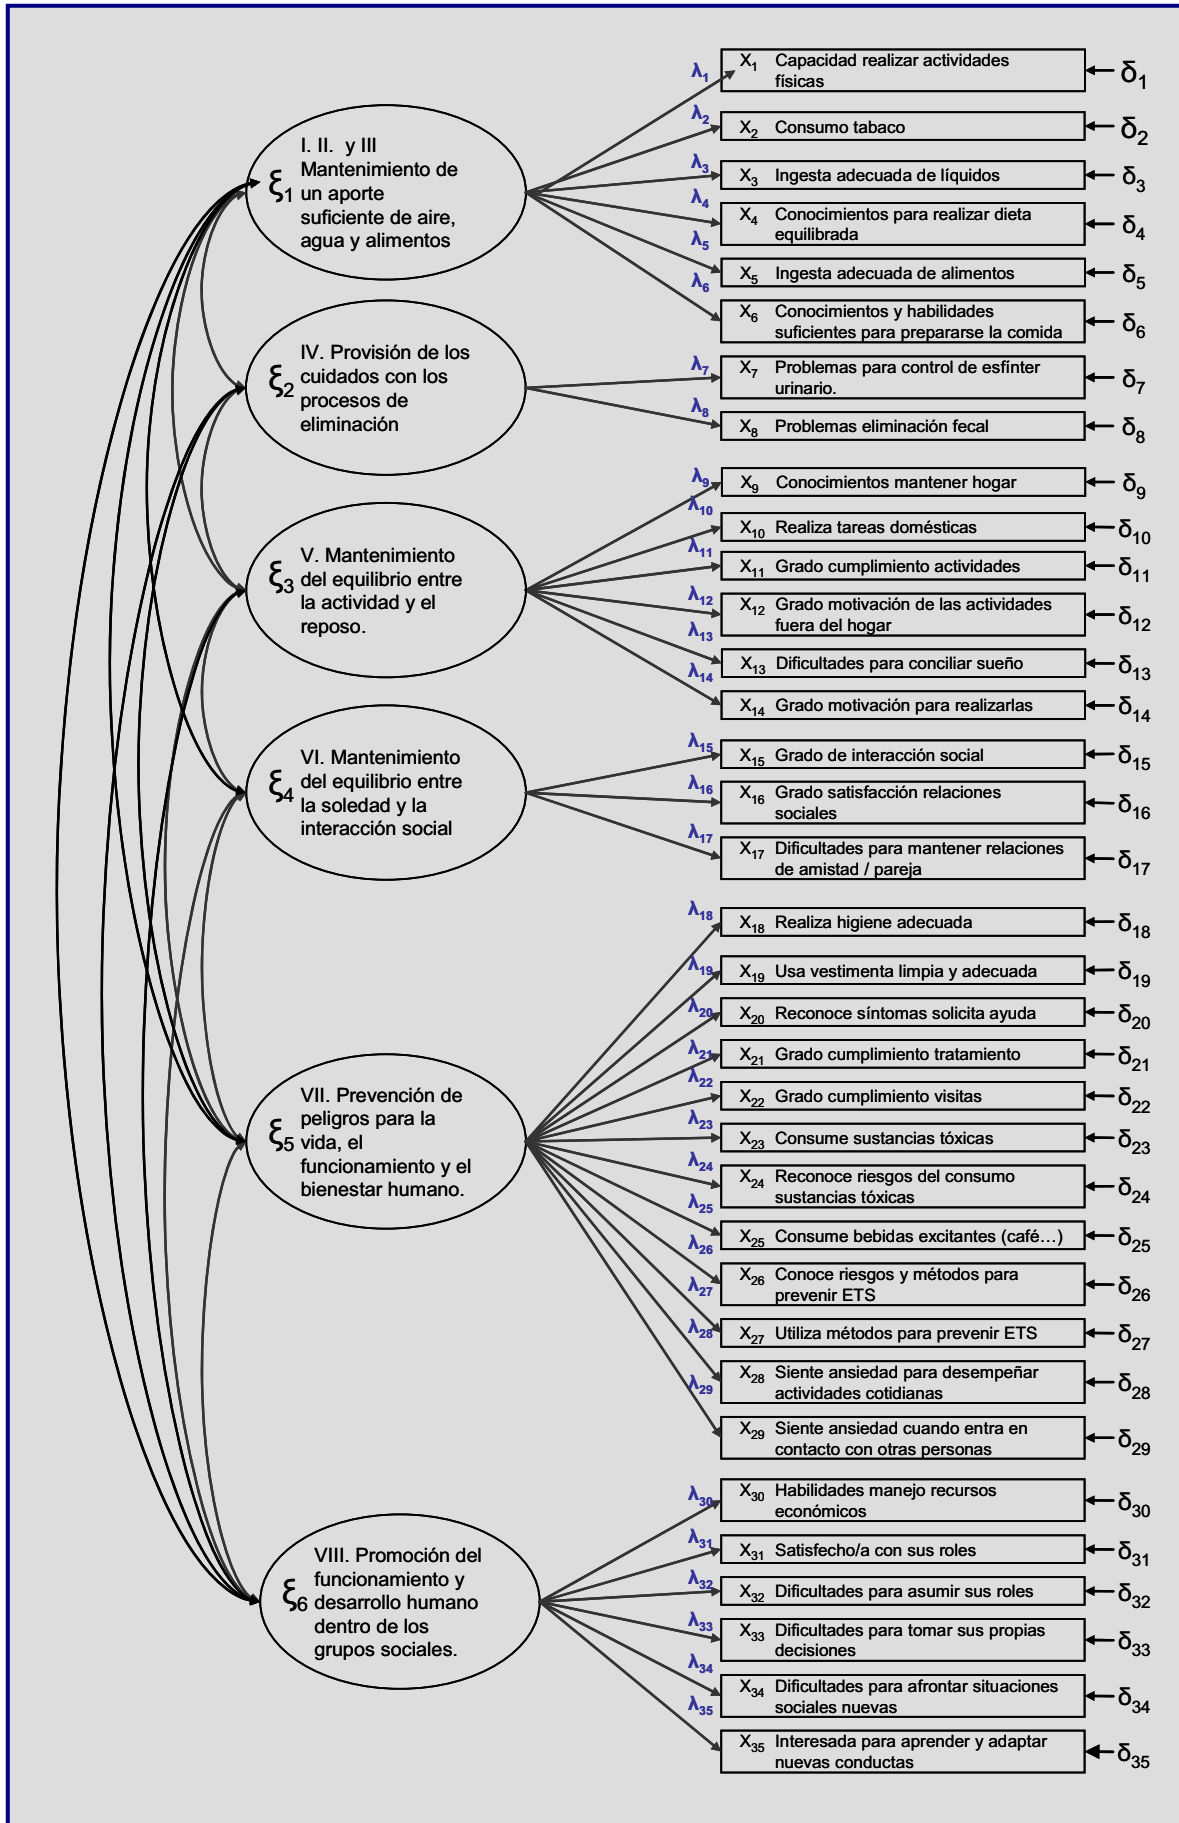 λ1
X1 Capacidad realizar actividades
físicas
δ1
λ2
X2 Consumo tabaco
δ2
λ3
X3 Ingesta adecuada de líquidos
δ3
λ4
X4 Conocimientos para realizar dieta
equilibrada
δ4
λ5
X5 Ingesta adecuada de alimentos
δ5
λ6
X6 Conocimientos y habilidades
suficientes para prepararse la comida
δ6
ξ1
I. II. y III
Mantenimiento de
un aporte
suficiente de aire,
agua y alimentos
ξ2
IV. Provisión de los
cuidados con los
procesos de
eliminación
λ7
X7 Problemas para control de esfínter
urinario.
δ7
λ8
X8 Problemas eliminación fecal
δ8
ξ3
V. Mantenimiento
del equilibrio entre
la actividad y el
reposo.
λ9
X9 Conocimientos mantener hogar
δ9
λ10
X10 Realiza tareas domésticas
δ10
λ11
X11 Grado cumplimiento actividades
δ11
λ12
X12 Grado motivación de las actividades
fuera del hogar
δ12
λ13
X13 Dificultades para conciliar sueño
δ13
λ14
X14 Grado motivación para realizarlas
δ14
ξ4
VI. Mantenimiento
del equilibrio entre
la soledad y la
interacción social
λ15
X15 Grado de interacción social
δ15
λ16
X16 Grado satisfacción relaciones
sociales
δ16
λ17
X17 Dificultades para mantener relaciones
de amistad / pareja
δ17
ξ5
VII. Prevención de
peligros para la
vida, el
funcionamiento y el
bienestar humano.
λ18
X18 Realiza higiene adecuada
δ18
λ19
X19 Usa vestimenta limpia y adecuada
δ19
λ20
X20 Reconoce síntomas solicita ayuda
δ20
λ21
X21 Grado cumplimiento tratamiento
δ21
λ22
X22 Grado cumplimiento visitas
δ22
λ23
X23 Consume sustancias tóxicas
δ23
λ24
X24 Reconoce riesgos del consumo
sustancias tóxicas
δ24
λ25
X25 Consume bebidas excitantes (café…)
δ25
λ26
X26 Conoce riesgos y métodos para
prevenir ETS
δ26
λ27
X27 Utiliza métodos para prevenir ETS
δ27
λ28
X28 Siente ansiedad para desempeñar
actividades cotidianas
δ28
λ29
X29 Siente ansiedad cuando entra en
contacto con otras personas
δ29
ξ6
VIII. Promoción del
funcionamiento y
desarrollo humano
dentro de los
grupos sociales.
λ30
X30 Habilidades manejo recursos
económicos
δ30
λ31
X31 Satisfecho/a con sus roles
δ31
λ32
X32 Dificultades para asumir sus roles
δ32
λ33
X33 Dificultades para tomar sus propias
decisiones
δ33
λ34
X34 Dificultades para afrontar situaciones
sociales nuevas
δ34
λ35
X35 Interesada para aprender y adaptar
nuevas conductas
δ35